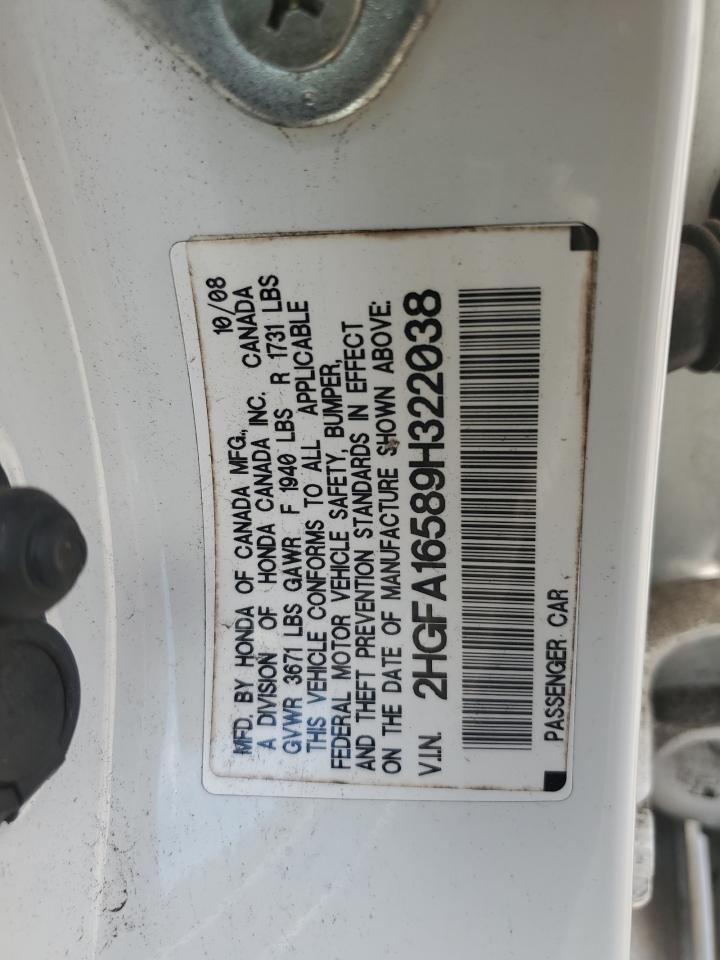 MFD. BY HONDA OF CANADA MFG., 10/08
A DIVISION OF HONDA CANADA INC. CANADA
GVWR 3671 LBS GAWR F 1940 LBS R 1731 LBS
THIS VEHICLE CONFORMS TO ALL APPLICABLE
FEDERAL MOTOR VEHICLE SAFETY, BUMPER,
AND THEFT PREVENTION STANDARDS IN EFFECT
ON THE DATE OF MANUFACTURE SHOWN ABOVE:
V.I.N. 2HGFA16589H322038
PASSENGER CAR